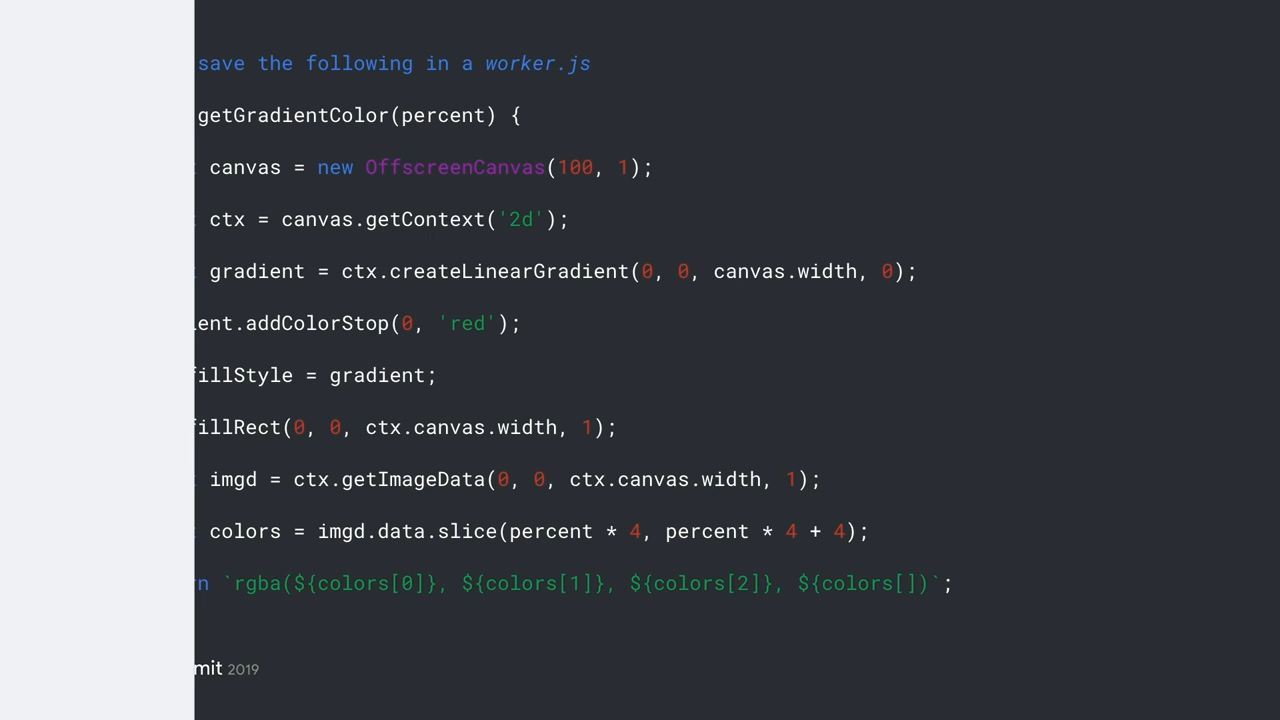 save the following in a worker.js
getGradientColor(percent) {
canvas = new OffscreenCanvas(100, 1);
ctx = canvas.getContext('2d');
gradient = ctx.createLinearGradient(0, 0, canvas.width, 0);
ent.addColorStop(0, 'red');
fillStyle = gradient;
fillRect(0, 0, ctx.canvas.width, 1);
imgd = ctx.getImageData(0, 0, ctx.canvas.width, 1);
colors = imgd.data.slice(percent * 4, percent * 4 + 4);
n `rgba(${colors[0]}, ${colors[1]}, ${colors[2]}, ${colors[])`;
mit 2019